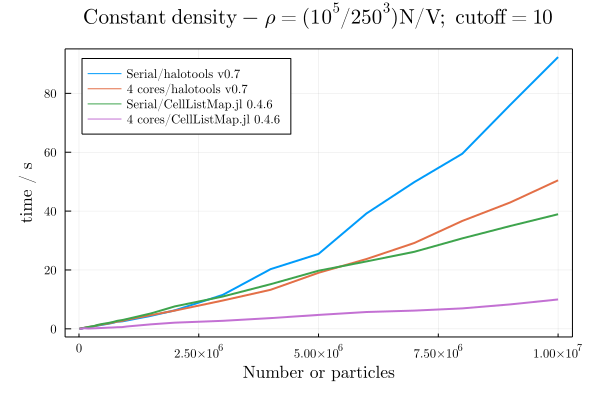 Constant density − ρ = (10⁵/250³)N/V; cutoff = 10
Serial/halotools v0.7
4 cores/halotools v0.7
Serial/CellListMap.jl 0.4.6
4 cores/CellListMap.jl 0.4.6
80
60
40
20
0
time / s
0 2.50×10⁶ 5.00×10⁶ 7.50×10⁶ 1.00×10⁷
Number or particles